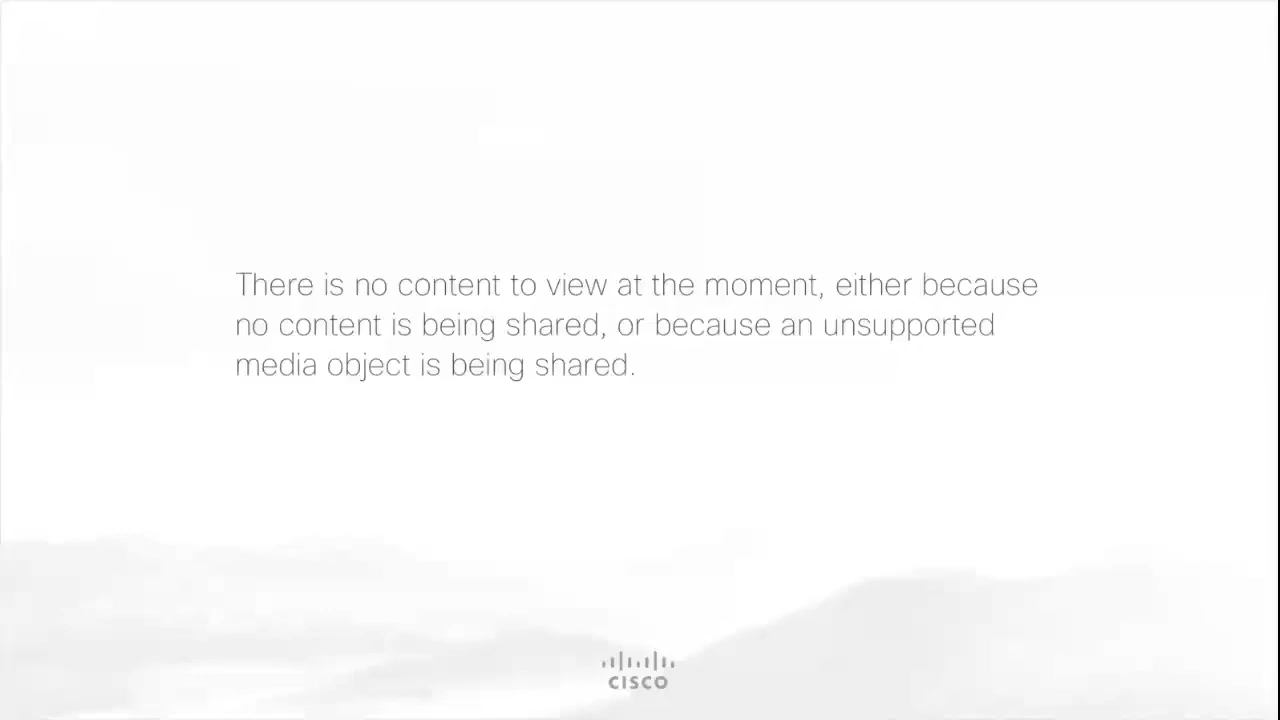 There is no content to view at the moment, either because
no content is being shared, or because an unsupported
media object is being shared.
CISCO